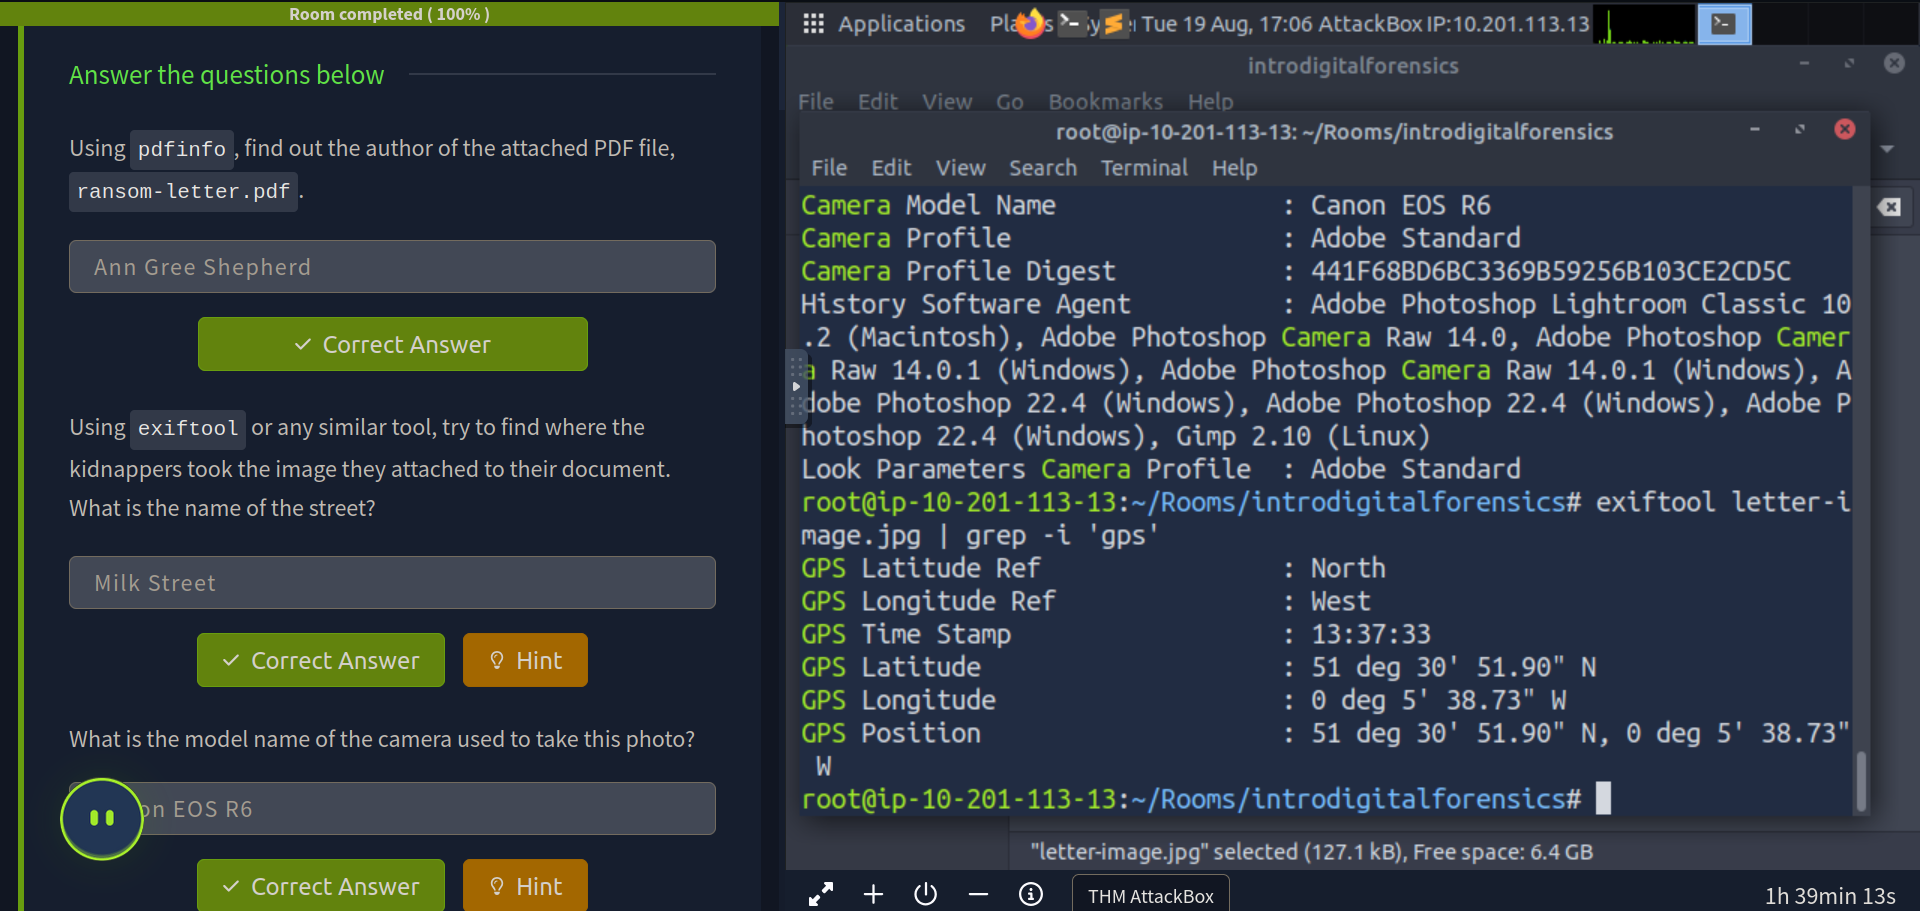 Room completed ( 100% )
Answer the questions below
Using pdfinfo , find out the author of the attached PDF file,
ransom-letter.pdf .
Ann Gree Shepherd
Correct Answer
Using exiftool or any similar tool, try to find where the
kidnappers took the image they attached to their document.
What is the name of the street?
Milk Street
Correct Answer Hint
What is the model name of the camera used to take this photo?
on EOS R6
Correct Answer Hint
Applications Tue 19 Aug, 17:06 AttackBox IP:10.201.113.13
introdigitalforensics
File Edit View Go Bookmarks Help
root@ip-10-201-113-13: ~/Rooms/introdigitalforensics
File Edit View Search Terminal Help
Camera Model Name : Canon EOS R6
Camera Profile : Adobe Standard
Camera Profile Digest : 441F68BD6BC3369B59256B103CE2CD5C
History Software Agent : Adobe Photoshop Lightroom Classic 10
.2 (Macintosh), Adobe Photoshop Camera Raw 14.0, Adobe Photoshop Camer
a Raw 14.0.1 (Windows), Adobe Photoshop Camera Raw 14.0.1 (Windows), A
dobe Photoshop 22.4 (Windows), Adobe Photoshop 22.4 (Windows), Adobe P
hotoshop 22.4 (Windows), Gimp 2.10 (Linux)
Look Parameters Camera Profile : Adobe Standard
root@ip-10-201-113-13:~/Rooms/introdigitalforensics# exiftool letter-i
mage.jpg | grep -i 'gps'
GPS Latitude Ref : North
GPS Longitude Ref : West
GPS Time Stamp : 13:37:33
GPS Latitude : 51 deg 30' 51.90" N
GPS Longitude : 0 deg 5' 38.73" W
GPS Position : 51 deg 30' 51.90" N, 0 deg 5' 38.73"
W
root@ip-10-201-113-13:~/Rooms/introdigitalforensics#
"letter-image.jpg" selected (127.1 kB), Free space: 6.4 GB
THM AttackBox 1h 39min 13s